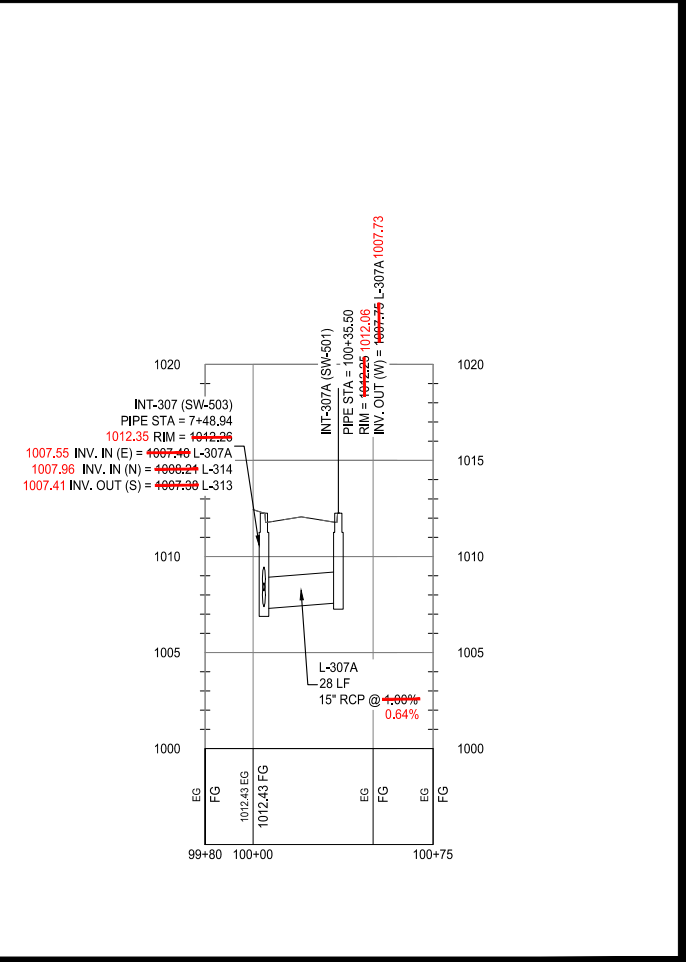 INT-307A (SW-501)
PIPE STA = 100+35.50
RIM = 1012.25 1012.06
INV. OUT (W) = 1007.75 L-307A 1007.73
1020
1020
INT-307 (SW-503)
PIPE STA = 7+48.94
1012.35 RIM = 1012.26
1007.55 INV. IN (E) = 1007.48 L-307A
1007.96 INV. IN (N) = 1008.21 L-314
1007.41 INV. OUT (S) = 1007.38 L-313
1015
1010
1010
1005
1005
L-307A
28 LF
15" RCP @ 1.00%
0.64%
1000
1000
EG
FG
1012.43 EG
1012.43 FG
EG
FG
EG
FG
99+80
100+00
100+75